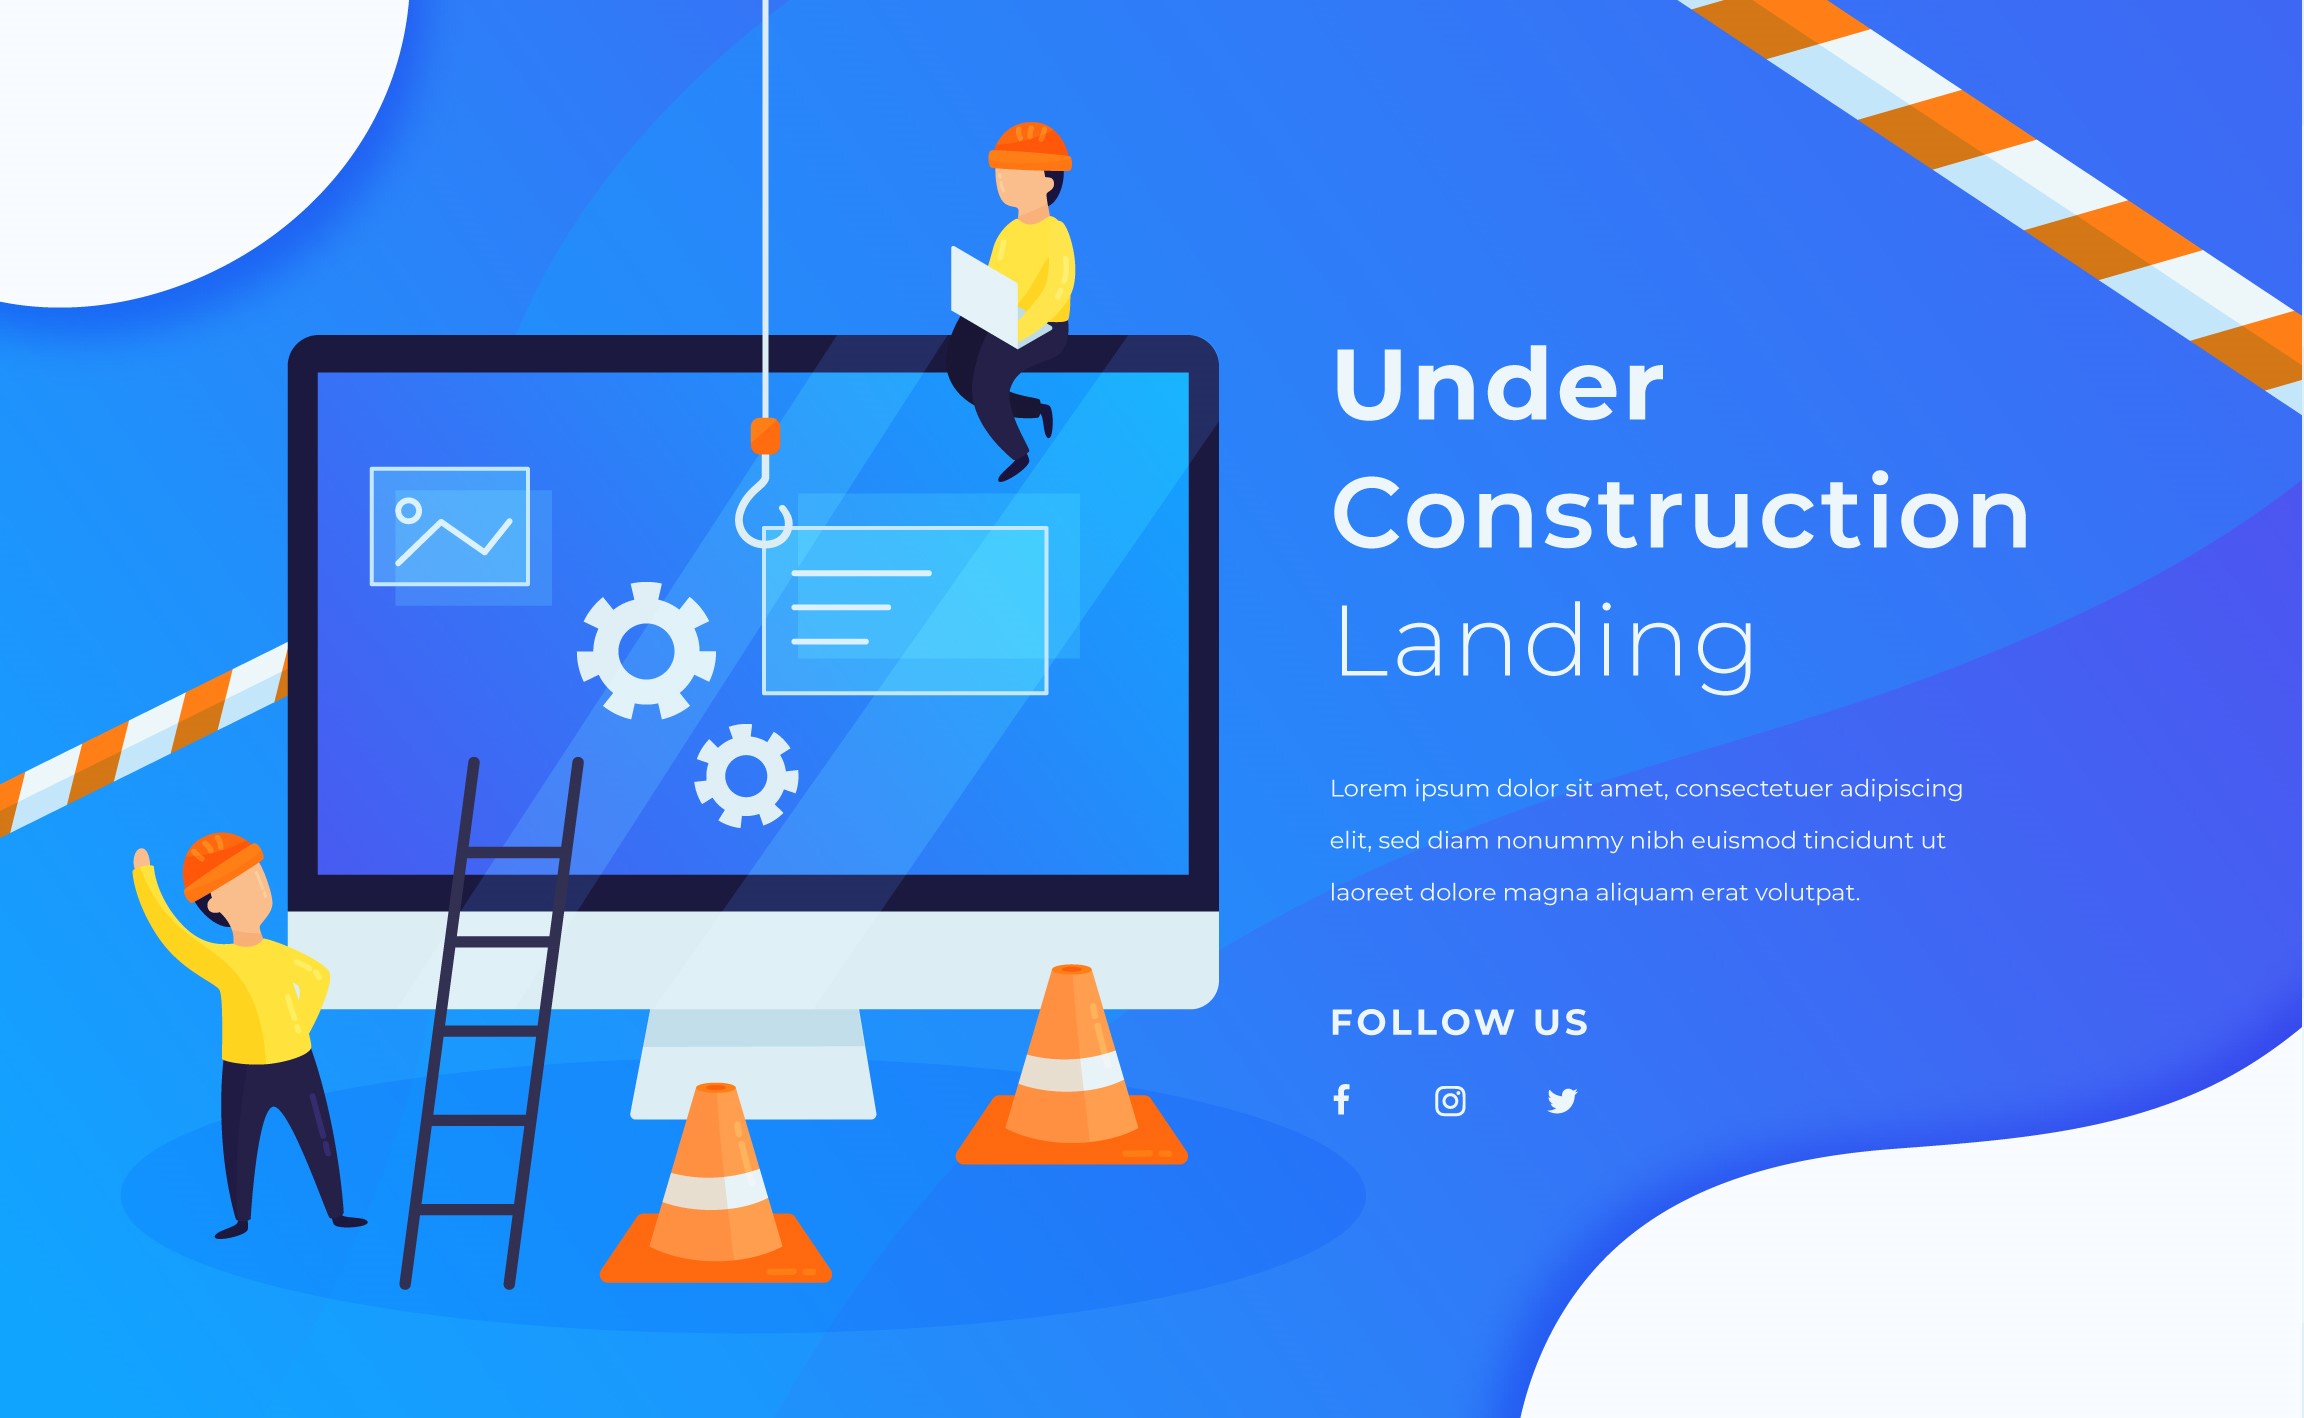 Under
Construction
Landing
Lorem ipsum dolor sit amet, consectetuer adipiscing
elit, sed diam nonummy nibh euismod tincidunt ut
laoreet dolore magna aliquam erat volutpat.
FOLLOW US